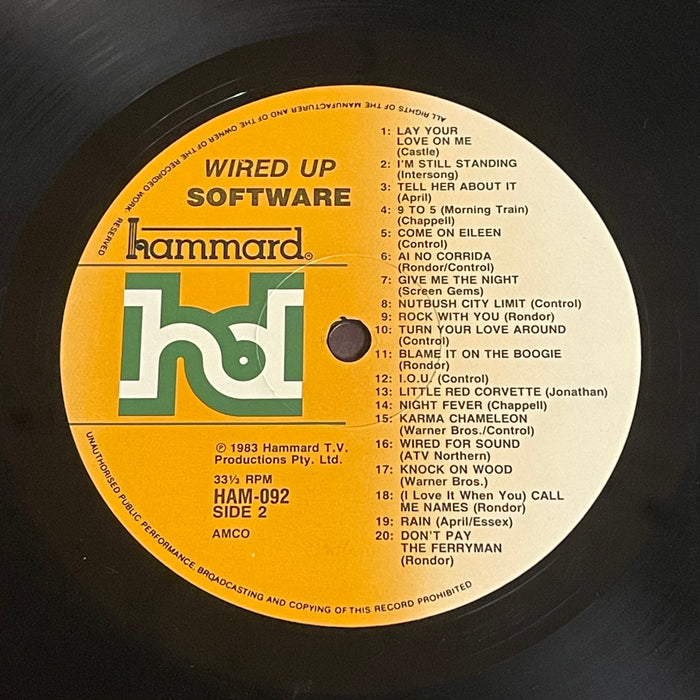 ALL RIGHTS OF THE MANUFACTURER AND OF THE OWNER OF THE RECORDED WORK RESERVED
WIRED UP
SOFTWARE
hammard
hd
℗ 1983 Hammard T.V.
Productions Pty. Ltd.
33⅓ RPM
HAM-092
SIDE 2
AMCO
1: LAY YOUR
LOVE ON ME
(Castle)
2: I'M STILL STANDING
(Intersong)
3: TELL HER ABOUT IT
(April)
4: 9 TO 5 (Morning Train)
(Chappell)
5: COME ON EILEEN
(Control)
6: AI NO CORRIDA
(Rondor/Control)
7: GIVE ME THE NIGHT
(Screen Gems)
8: NUTBUSH CITY LIMIT (Control)
9: ROCK WITH YOU (Rondor)
10: TURN YOUR LOVE AROUND
(Control)
11: BLAME IT ON THE BOOGIE
(Rondor)
12: I.O.U. (Control)
13: LITTLE RED CORVETTE (Jonathan)
14: NIGHT FEVER (Chappell)
15: KARMA CHAMELEON
(Warner Bros./Control)
16: WIRED FOR SOUND
(ATV Northern)
17: KNOCK ON WOOD
(Warner Bros.)
18: (I Love It When You) CALL
ME NAMES (Rondor)
19: RAIN (April/Essex)
20: DON'T PAY
THE FERRYMAN
(Rondor)
UNAUTHORISED PUBLIC PERFORMANCE, BROADCASTING AND COPYING OF THIS RECORD PROHIBITED